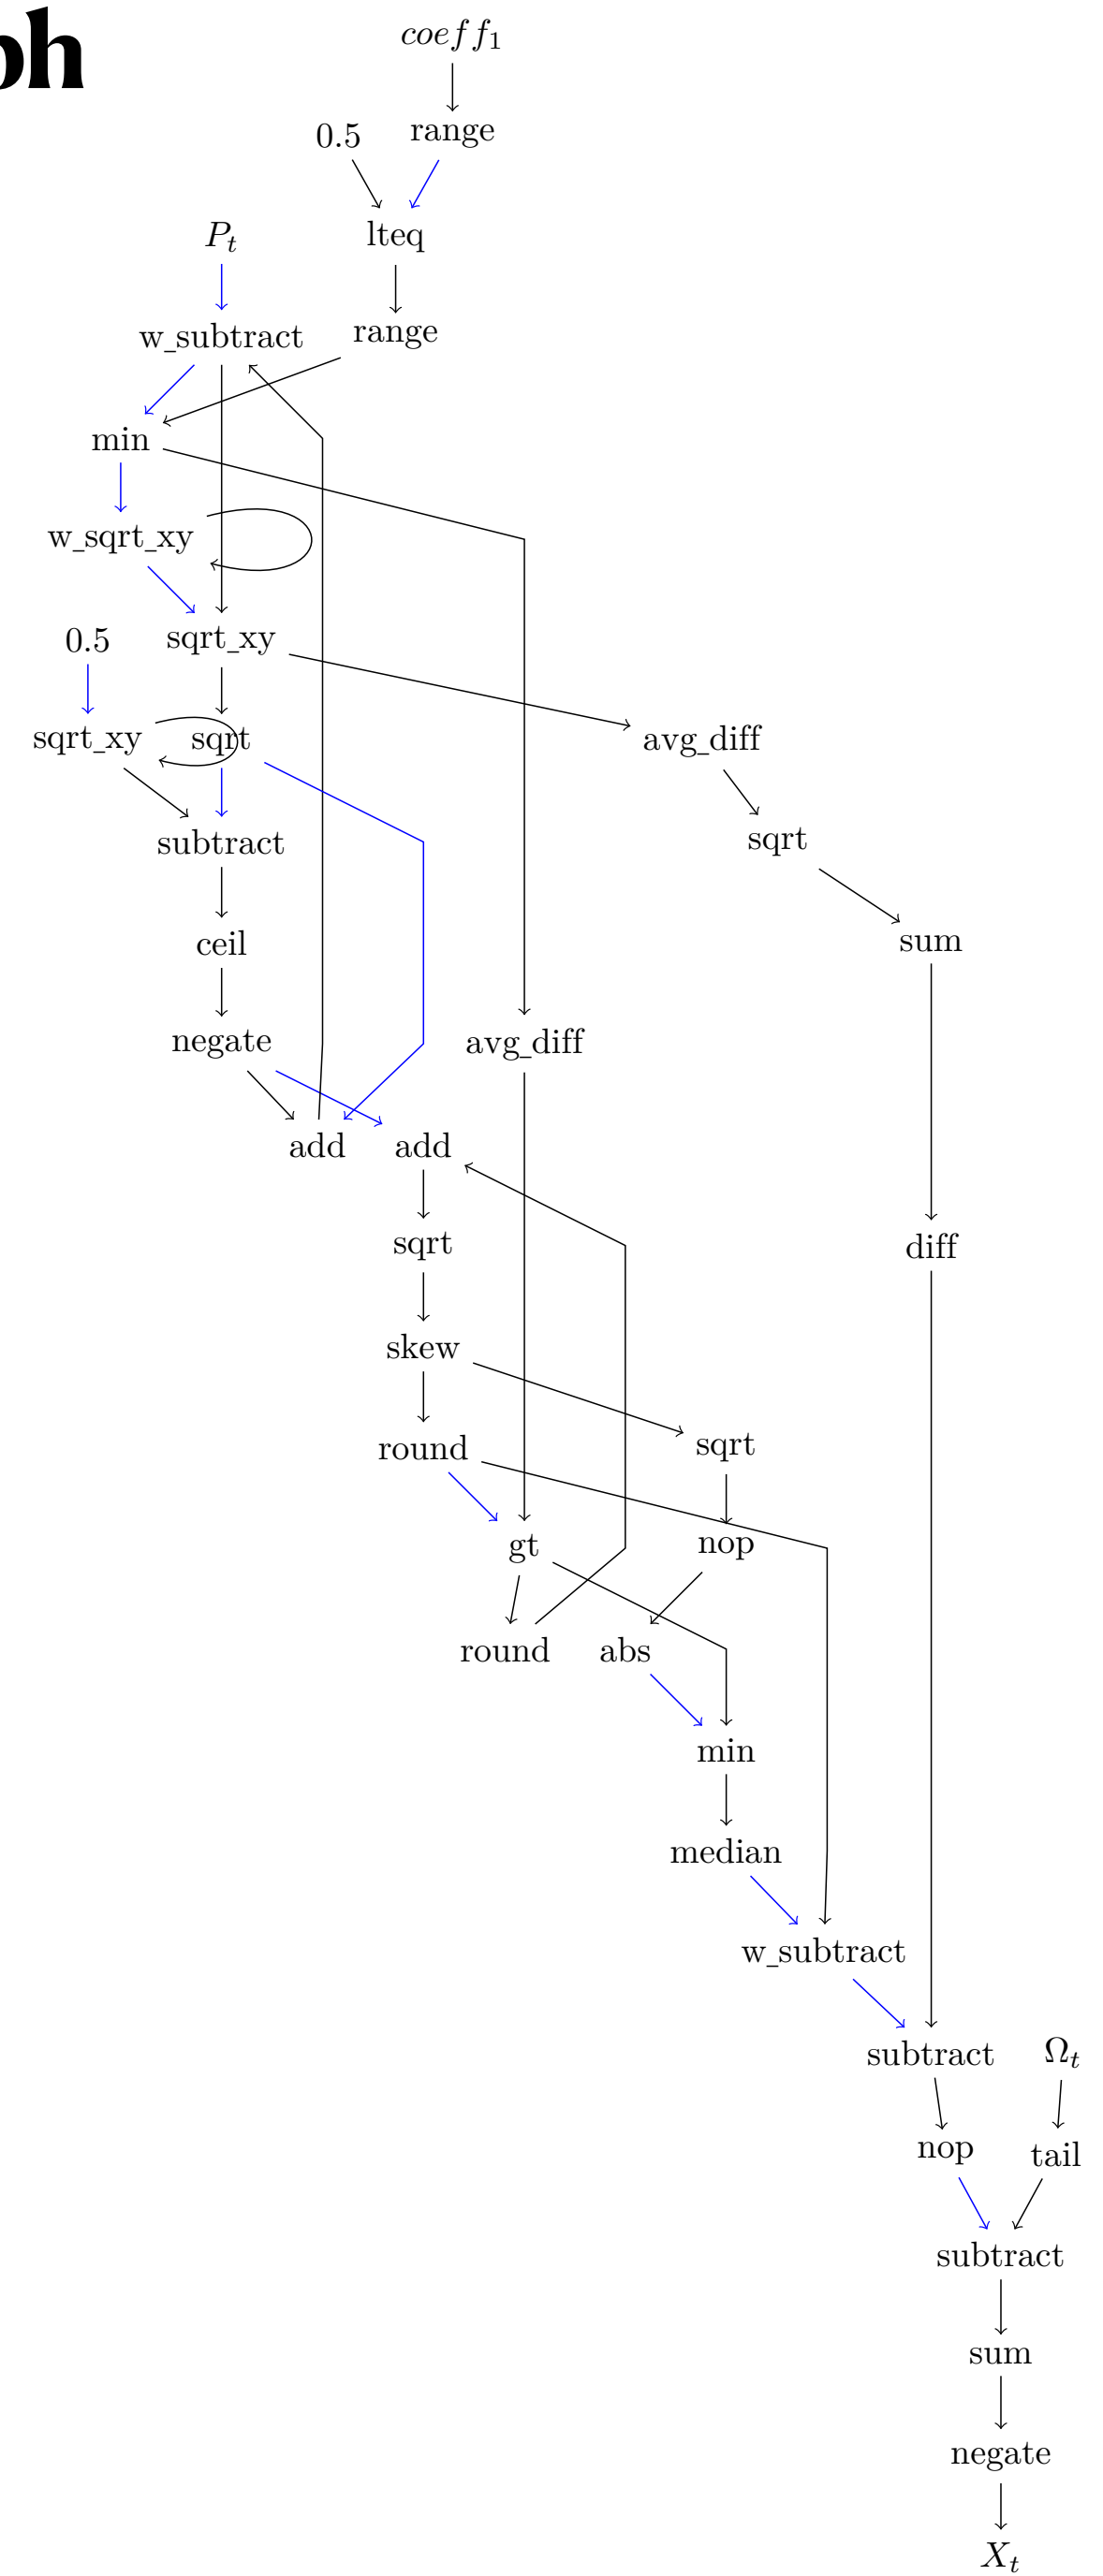 ph
coeff₁
0.5 range
Pₜ lteq
w_subtract range
min
w_sqrt_xy
0.5 sqrt_xy
sqrt_xy sqrt avg_diff
subtract sqrt
ceil sum
negate avg_diff
add add
sqrt diff
skew
round sqrt
gt nop
round abs
min
median
w_subtract
subtract Ωₜ
nop tail
subtract
sum
negate
Xₜ